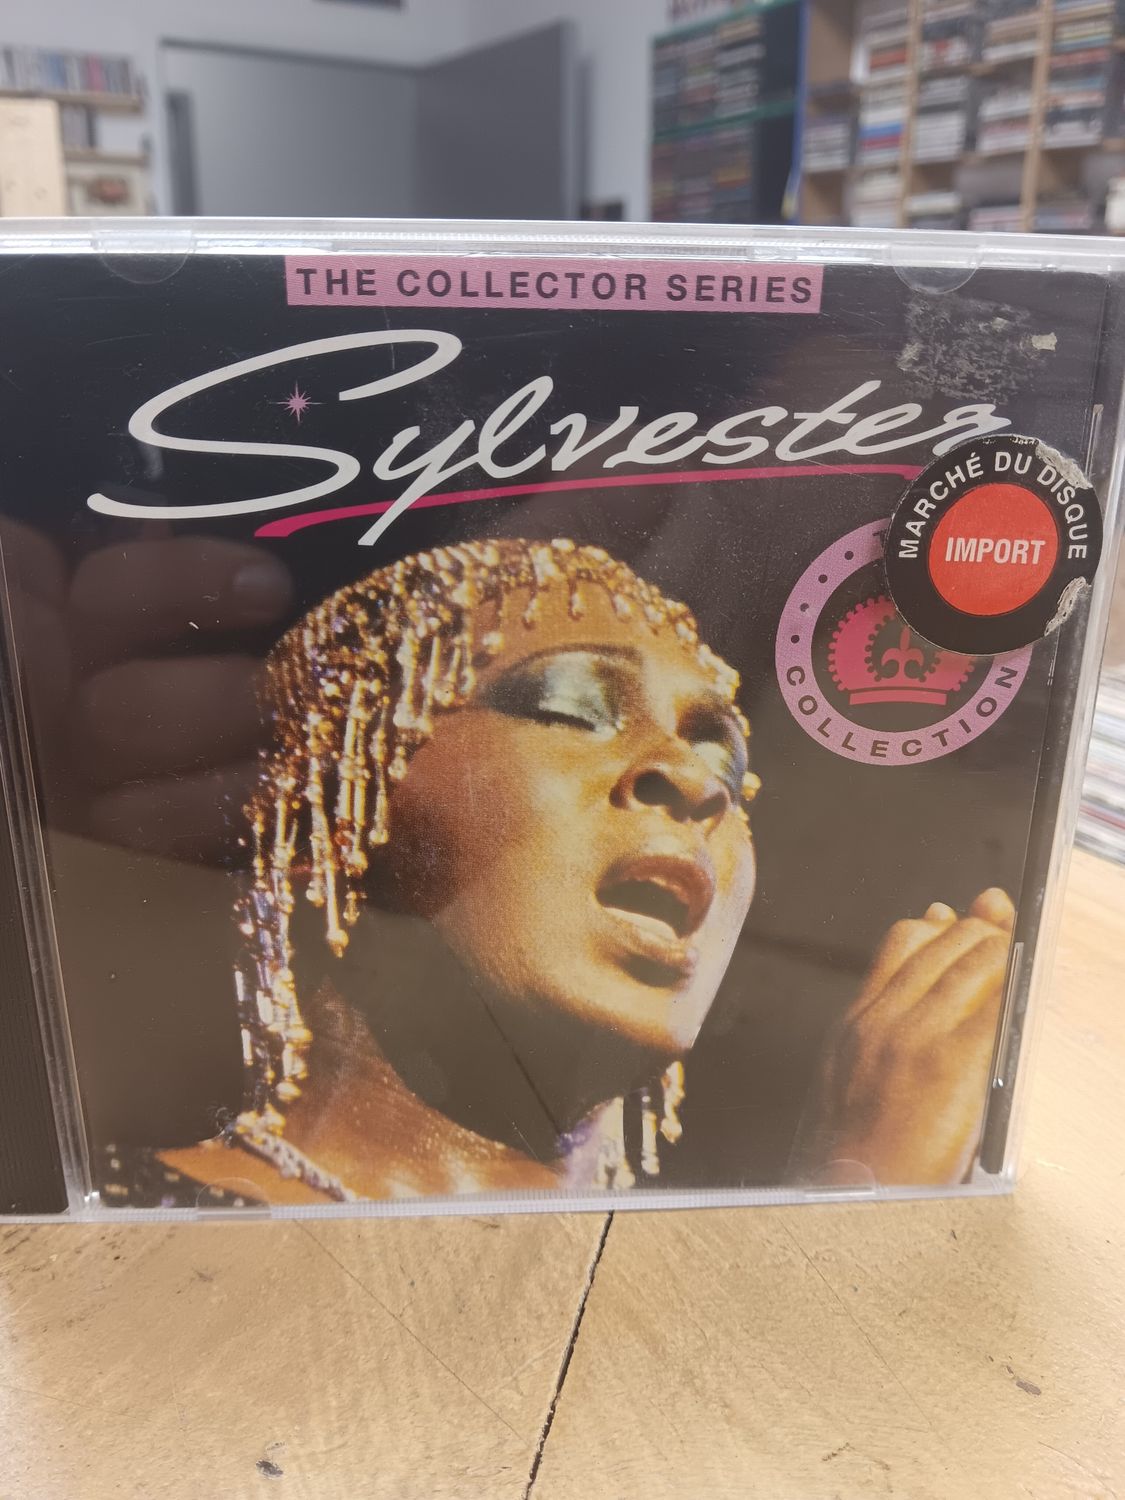 THE COLLECTOR SERIES
Sylvester
MARCHÉ DU DISQUE
IMPORT
COLLECTION